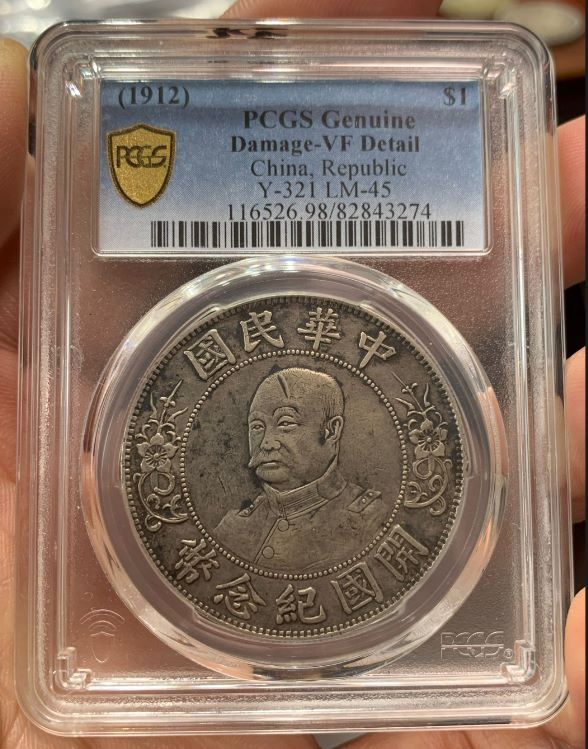 (1912) $1
PCGS Genuine
PCGS Damage-VF Detail
China, Republic
Y-321 LM-45
116526.98/82843274
中華民國
開國紀念幣
PCGS